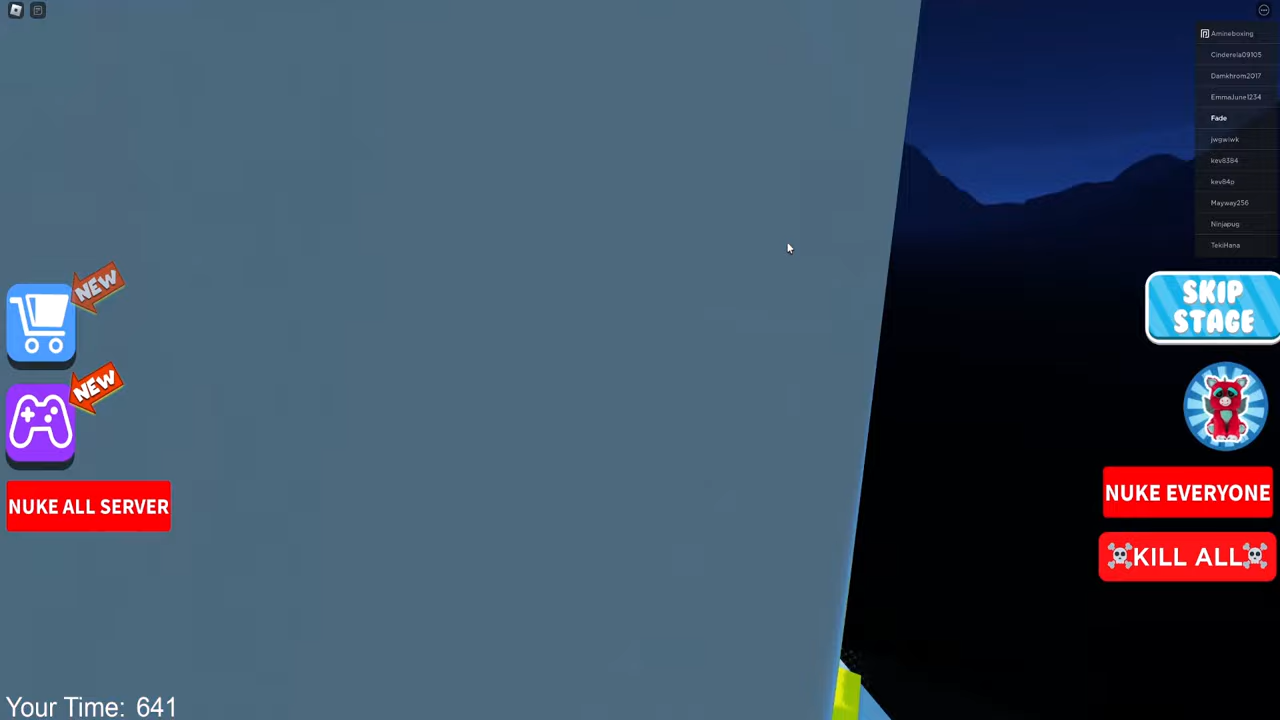 Amineboxing
Cinderela09105
Damkhrom2017
EmmaJune1234
Fade
jwgwiwk
kev8384
kev84p
Mayway256
Ninjapug
TekiHana
NEW
SKIP
STAGE
NEW
NUKE ALL SERVER
NUKE EVERYONE
☠KILL ALL☠
Your Time: 641